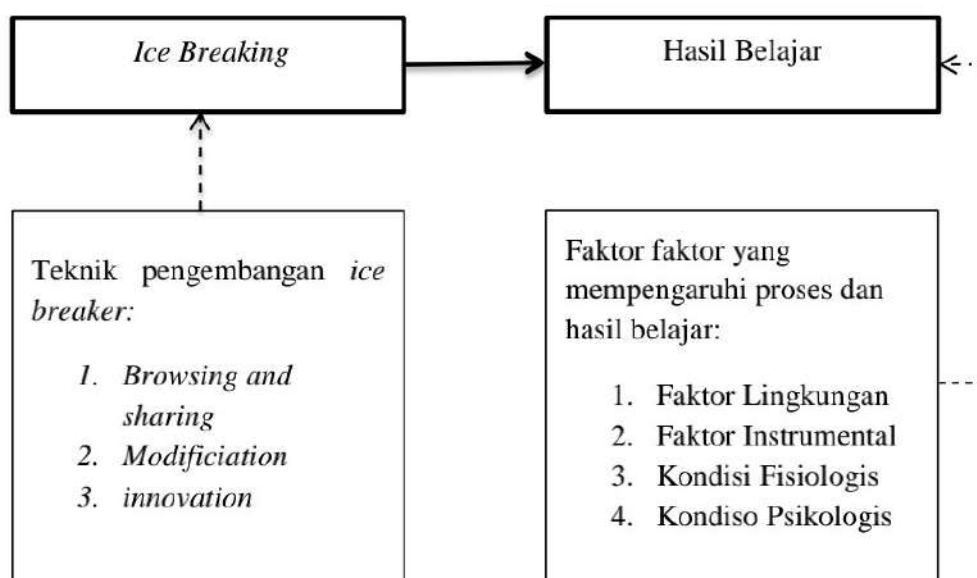 Ice Breaking
Hasil Belajar
Teknik pengembangan ice
breaker:
1. Browsing and
sharing
2. Modificiation
3. innovation
Faktor faktor yang
mempengaruhi proses dan
hasil belajar:
1. Faktor Lingkungan
2. Faktor Instrumental
3. Kondisi Fisiologis
4. Kondiso Psikologis